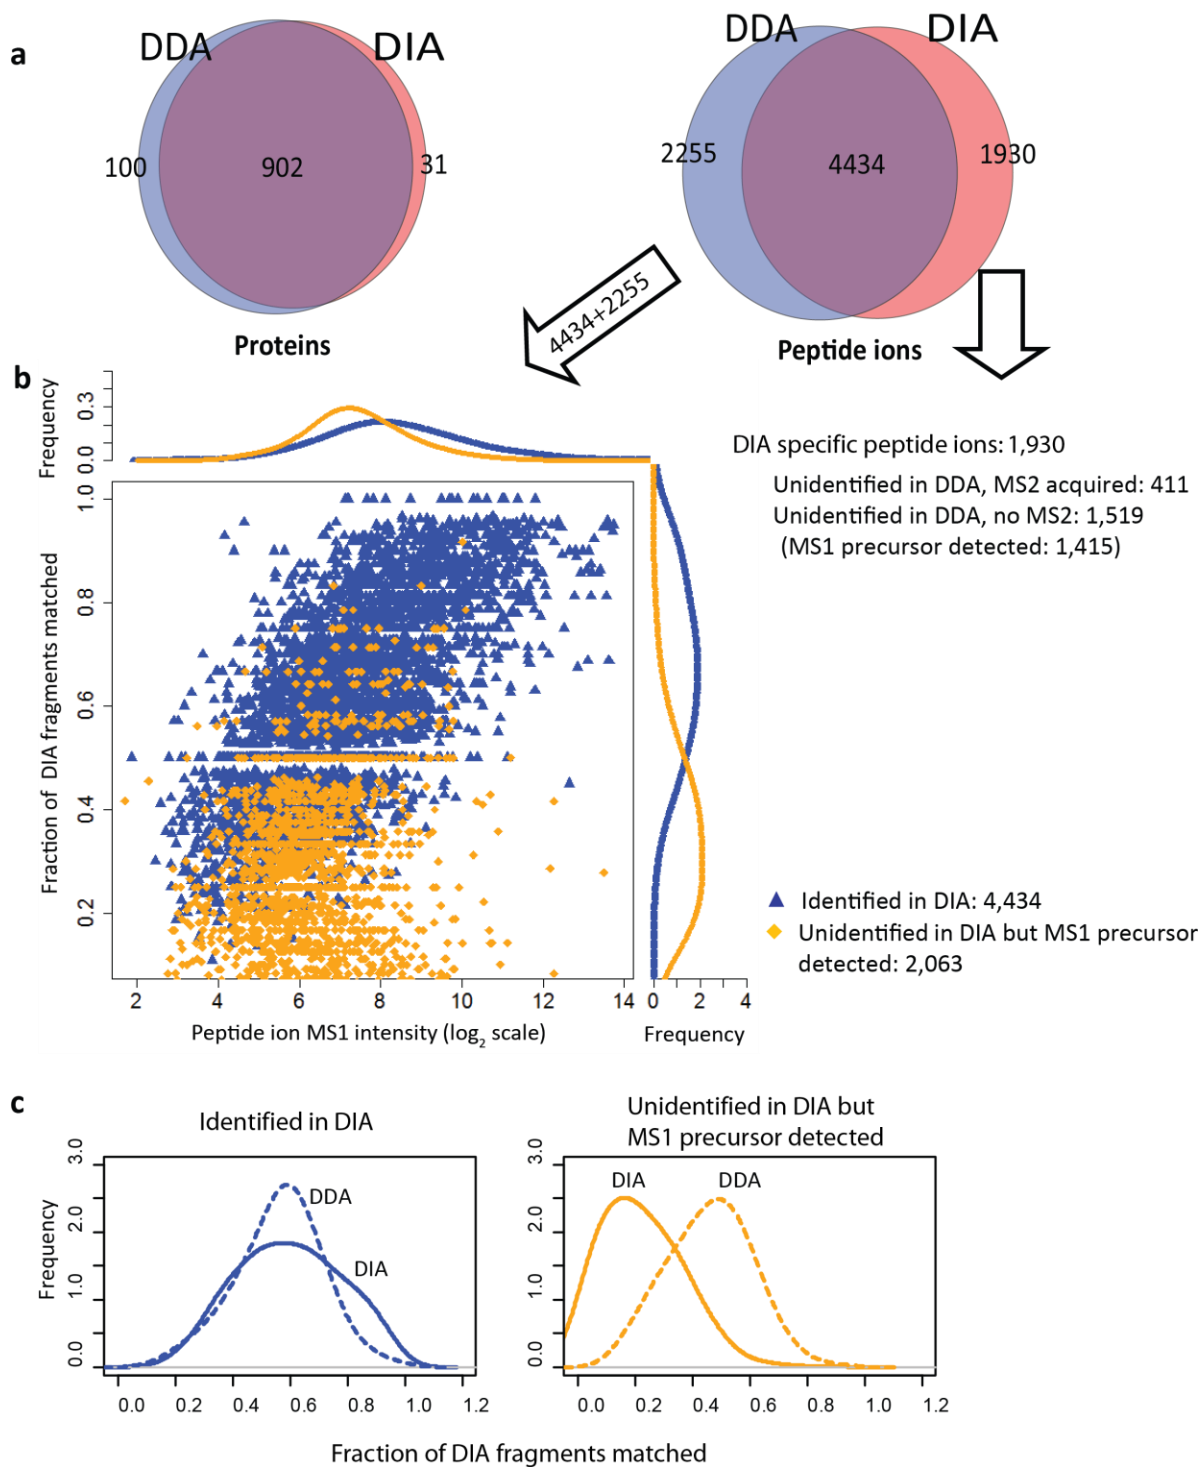 a
DDA
DIA
100
902
31
Proteins
DDA
DIA
2255
4434
1930
Peptide ions
4434+2255
b
Frequency
0.0
0.3
DIA specific peptide ions: 1,930
Unidentified in DDA, MS2 acquired: 411
Unidentified in DDA, no MS2: 1,519
(MS1 precursor detected: 1,415)
Fraction of DIA fragments matched
1.0
0.8
0.6
0.4
0.2
2 4 6 8 10 12 14
Peptide ion MS1 intensity (log2 scale)
0 2 4
Frequency
Identified in DIA: 4,434
Unidentified in DIA but MS1 precursor
detected: 2,063
c
Identified in DIA
Frequency
3.0
2.0
1.0
0.0
DDA
DIA
0.0 0.2 0.4 0.6 0.8 1.0 1.2
Unidentified in DIA but
MS1 precursor detected
3.0
2.0
1.0
0.0
DIA
DDA
0.0 0.2 0.4 0.6 0.8 1.0 1.2
Fraction of DIA fragments matched